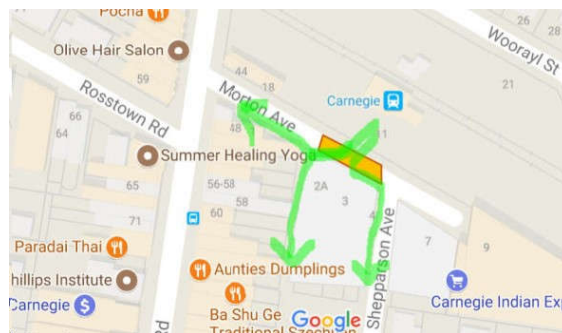 Pocha
Olive Hair Salon
59
44
18
Woorayl St
26
28
21
Rosstown Rd
66
64
Morton Ave
Carnegie
11
48
Summer Healing Yoga
65
56-58
58
60
71
2A
3
4
7
9
Shepperson Ave
Paradai Thai
Aunties Dumplings
hillips Institute
Carnegie
Carnegie Indian Exp
Ba Shu Ge
Traditional Szechuin
Google